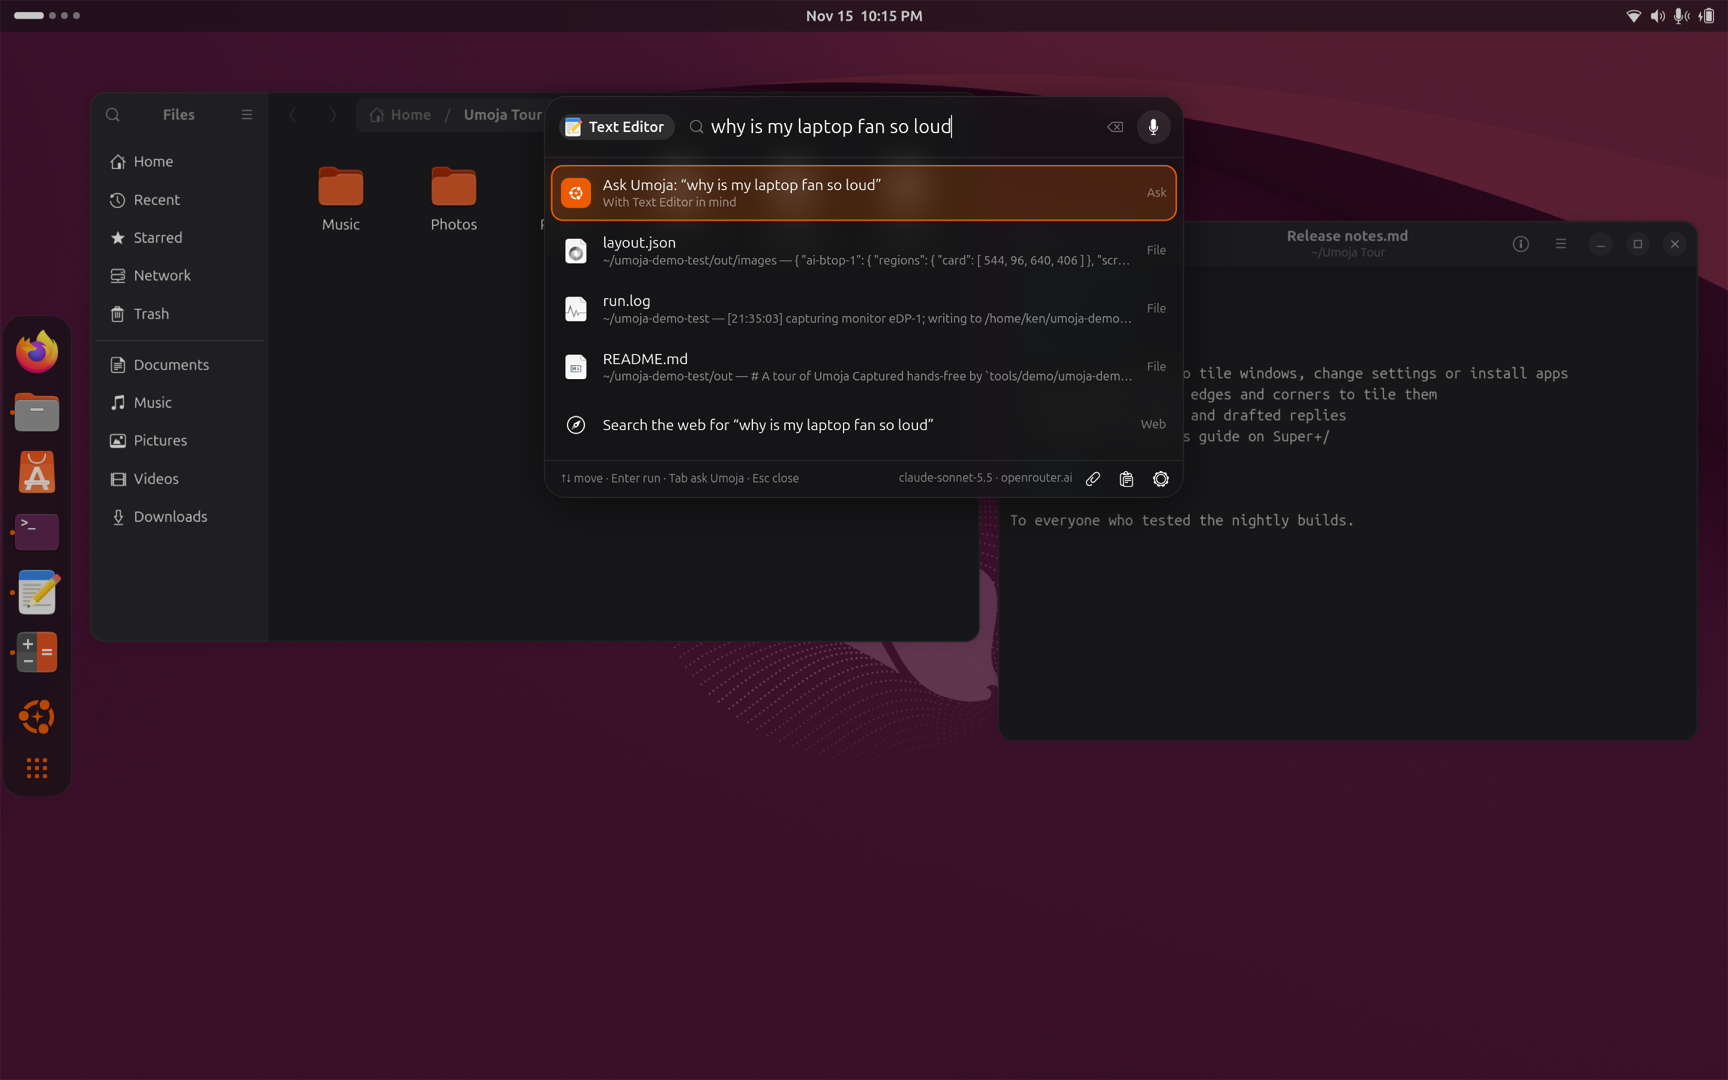 Nov 15 10:15 PM
Files
Home / Umoja Tour
Home
Recent
Starred
Network
Trash
Documents
Music
Pictures
Videos
Downloads
Music
Photos
Text Editor
why is my laptop fan so loud
Ask Umoja: “why is my laptop fan so loud”
With Text Editor in mind
Ask
layout.json
~/umoja-demo-test/out/images — { "ai-btop-1": { "regions": { "card": [ 544, 96, 640, 406 ] }, "scr…
File
run.log
~/umoja-demo-test — [21:35:03] capturing monitor eDP-1; writing to /home/ken/umoja-demo…
File
README.md
~/umoja-demo-test/out — # A tour of Umoja Captured hands-free by `tools/demo/umoja-dem…
File
Search the web for “why is my laptop fan so loud”
Web
↑↓ move · Enter run · Tab ask Umoja · Esc close
claude-sonnet-5.5 · openrouter.ai
Release notes.md
~/Umoja Tour
tile windows, change settings or install apps
edges and corners to tile them
and drafted replies
guide on Super+/
To everyone who tested the nightly builds.